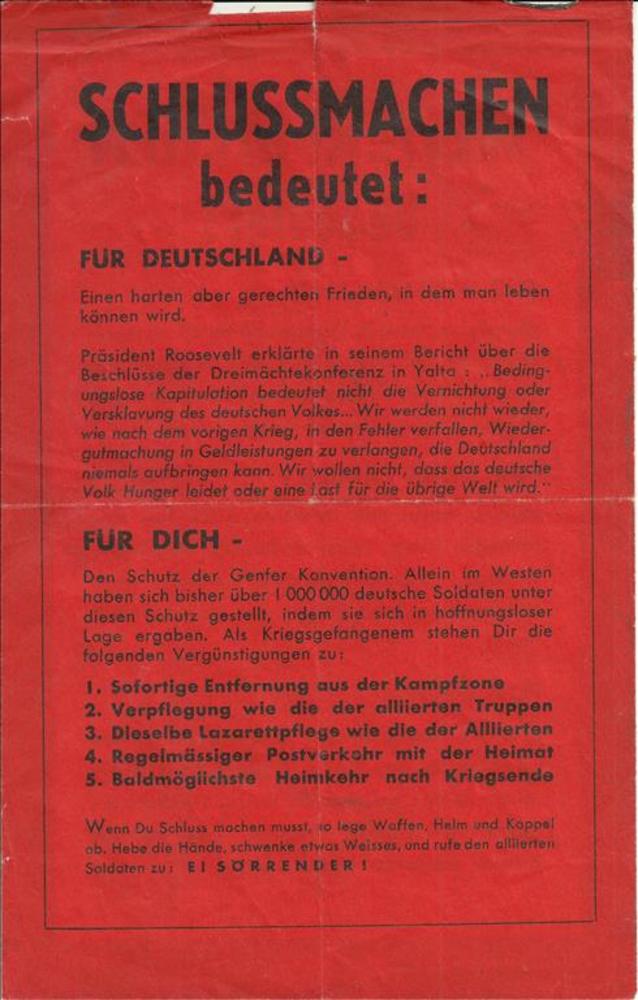 SCHLUSSMACHEN
bedeutet :
FÜR DEUTSCHLAND -
Einen harten aber gerechten Frieden, in dem man leben
können wird.
Präsident Roosevelt erklärte in seinem Bericht über die
Beschlüsse der Dreimächtekonferenz in Yalta : „Beding-
ungslose Kapitulation bedeutet nicht die Vernichtung oder
Versklavung des deutschen Volkes... Wir werden nicht wieder,
wie nach dem vorigen Krieg, in den Fehler verfallen, Wieder-
gutmachung in Geldleistungen zu verlangen, die Deutschland
niemals aufbringen kann. Wir wollen nicht, dass das deutsche
Volk Hunger leidet oder eine Last für die übrige Welt wird.“
FÜR DICH -
Den Schutz der Genfer Konvention. Allein im Westen
haben sich bisher über 1 000 000 deutsche Soldaten unter
diesen Schutz gestellt, indem sie sich in hoffnungsloser
Lage ergaben. Als Kriegsgefangenem stehen Dir die
folgenden Vergünstigungen zu:
1. Sofortige Entfernung aus der Kampfzone
2. Verpflegung wie die der alliierten Truppen
3. Dieselbe Lazarettpflege wie die der Alliierten
4. Regelmässiger Postverkehr mit der Heimat
5. Baldmöglichste Heimkehr nach Kriegsende
Wenn Du Schluss machen musst, so lege Waffen, Helm und Koppel
ab. Hebe die Hände, schwenke etwas Weisses, und rufe den alliierten
Soldaten zu: EI SÖRRENDER !